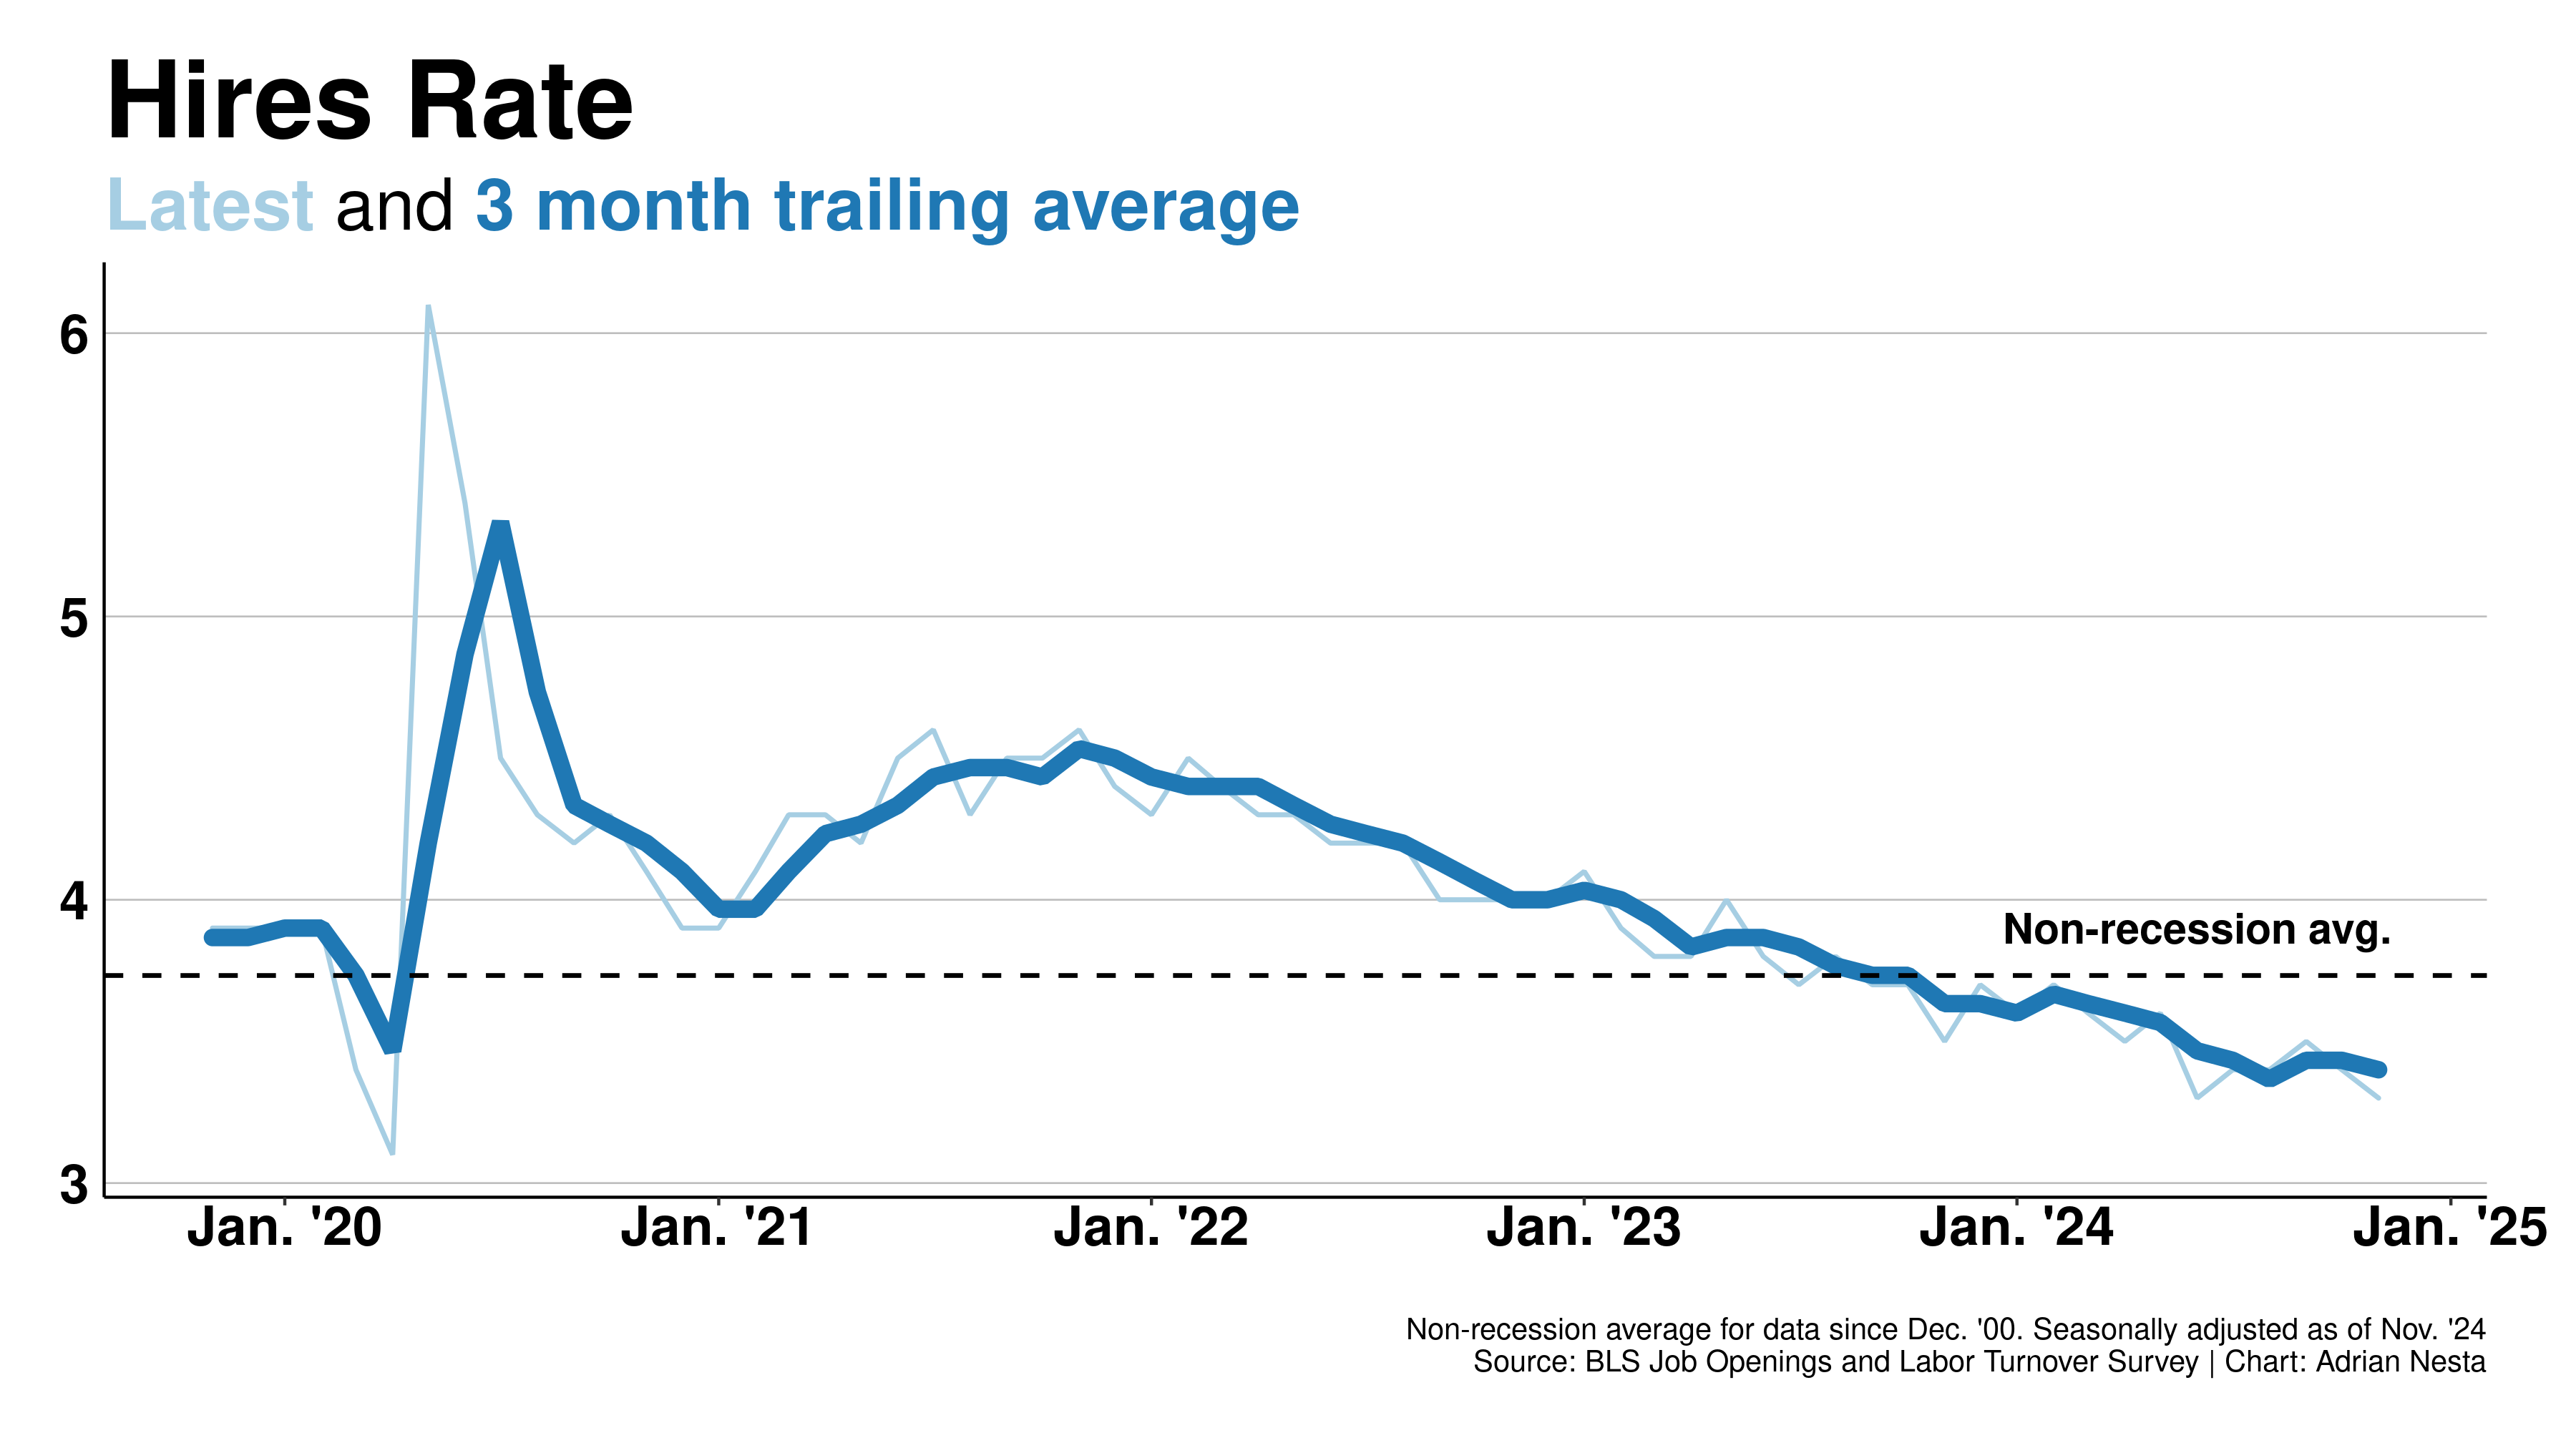 Hires Rate
Latest and 3 month trailing average
6
5
4
3
Non-recession avg.
Jan. '20
Jan. '21
Jan. '22
Jan. '23
Jan. '24
Jan. '25
Non-recession average for data since Dec. '00. Seasonally adjusted as of Nov. '24
Source: BLS Job Openings and Labor Turnover Survey | Chart: Adrian Nesta